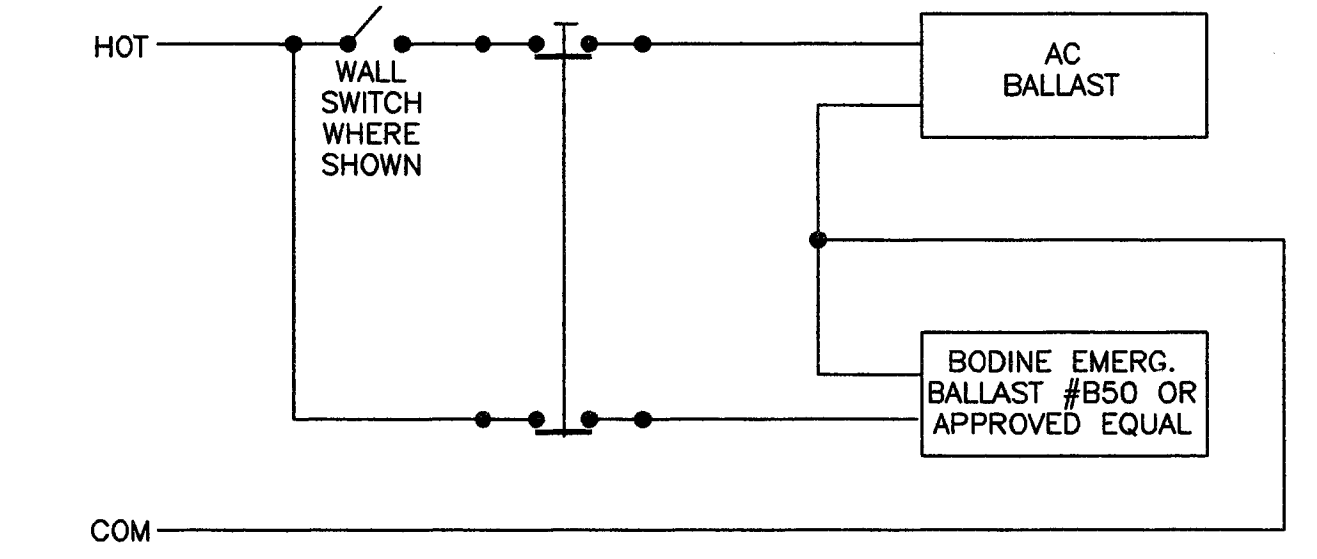 HOT
WALL
SWITCH
WHERE
SHOWN
AC
BALLAST
BODINE EMERG.
BALLAST #B50 OR
APPROVED EQUAL
COM